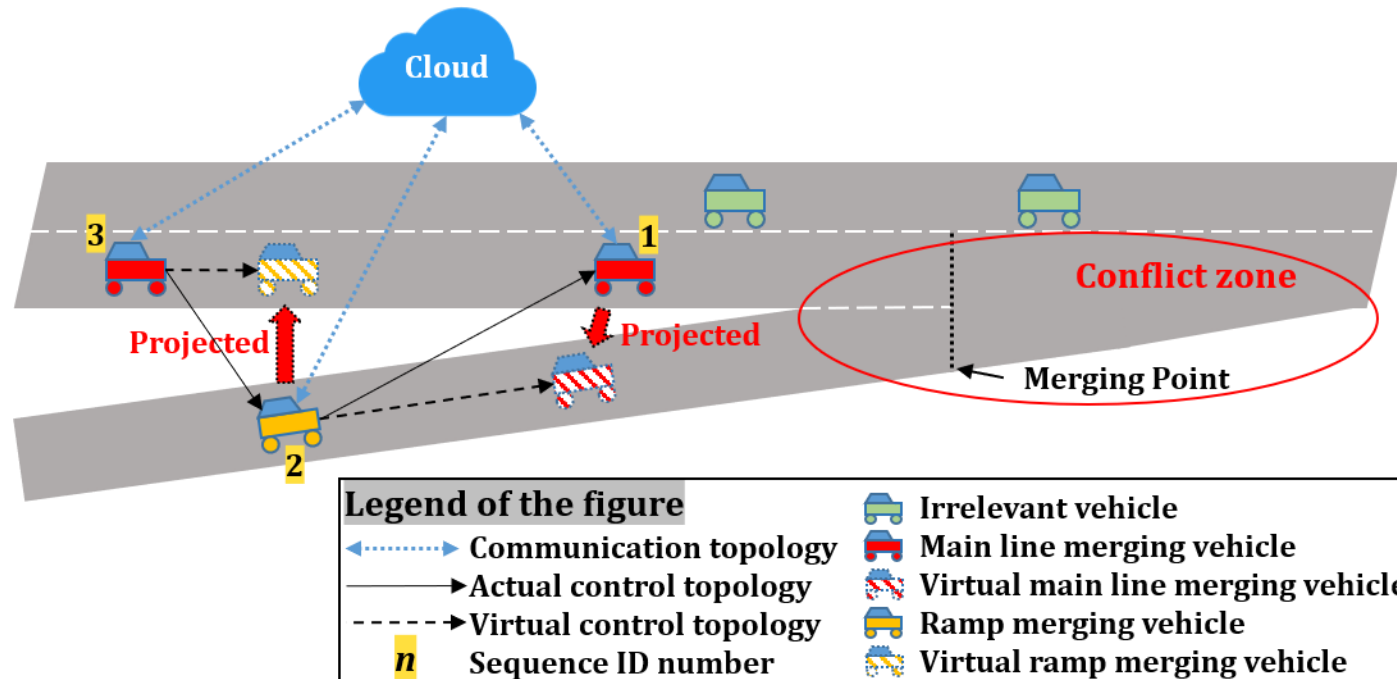 Cloud
3
1
Conflict zone
Projected
Projected
Merging Point
2
Legend of the figure
Communication topology
Actual control topology
Virtual control topology
n Sequence ID number
Irrelevant vehicle
Main line merging vehicle
Virtual main line merging vehicle
Ramp merging vehicle
Virtual ramp merging vehicle